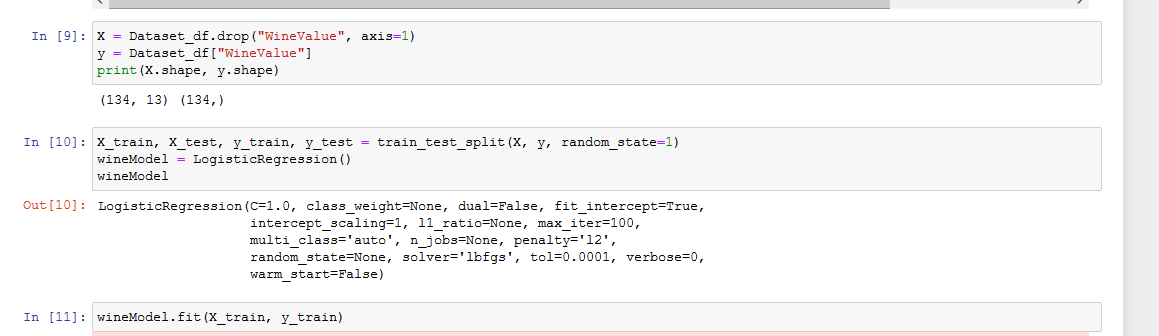 In [9]: X = Dataset_df.drop("WineValue", axis=1)
y = Dataset_df["WineValue"]
print(X.shape, y.shape)
(134, 13) (134,)
In [10]: X_train, X_test, y_train, y_test = train_test_split(X, y, random_state=1)
wineModel = LogisticRegression()
wineModel
Out[10]: LogisticRegression(C=1.0, class_weight=None, dual=False, fit_intercept=True,
intercept_scaling=1, l1_ratio=None, max_iter=100,
multi_class='auto', n_jobs=None, penalty='l2',
random_state=None, solver='lbfgs', tol=0.0001, verbose=0,
warm_start=False)
In [11]: wineModel.fit(X_train, y_train)